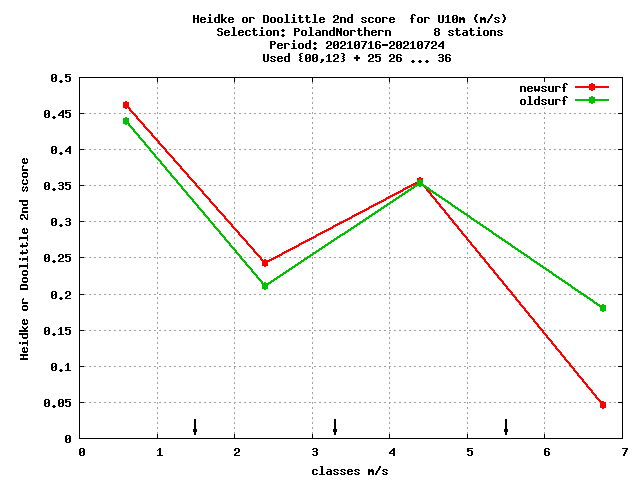 Heidke or Doolittle 2nd score  for U10m (m/s)
Selection: PolandNorthern      8 stations
Period: 20210716-20210724
Used {00,12} + 25 26 ... 36
newsurf
oldsurf
Heidke or Doolittle 2nd score
0.5
0.45
0.4
0.35
0.3
0.25
0.2
0.15
0.1
0.05
0
0 1 2 3 4 5 6 7
classes m/s